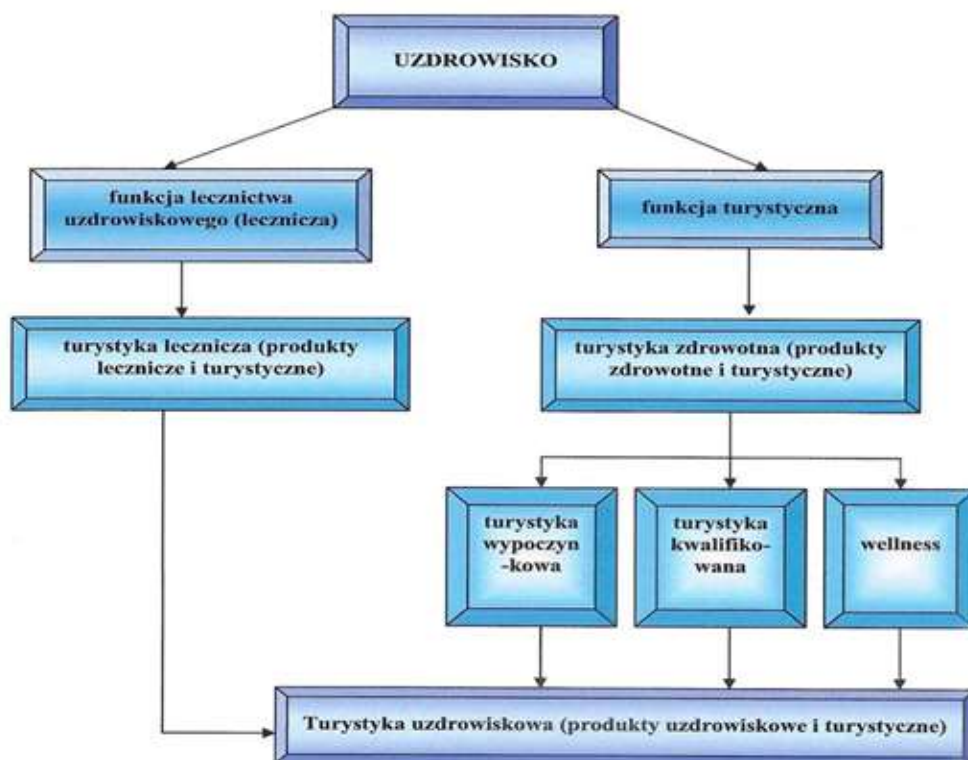 UZDROWISKO
funkcja lecznictwa
uzdrowiskowego (lecznicza)
funkcja turystyczna
turystyka lecznicza (produkty
lecznicze i turystyczne)
turystyka zdrowotna (produkty
zdrowotne i turystyczne)
turystyka
wypoczyn
-kowa
turystyka
kwalifiko-
wana
wellness
Turystyka uzdrowiskowa (produkty uzdrowiskowe i turystyczne)